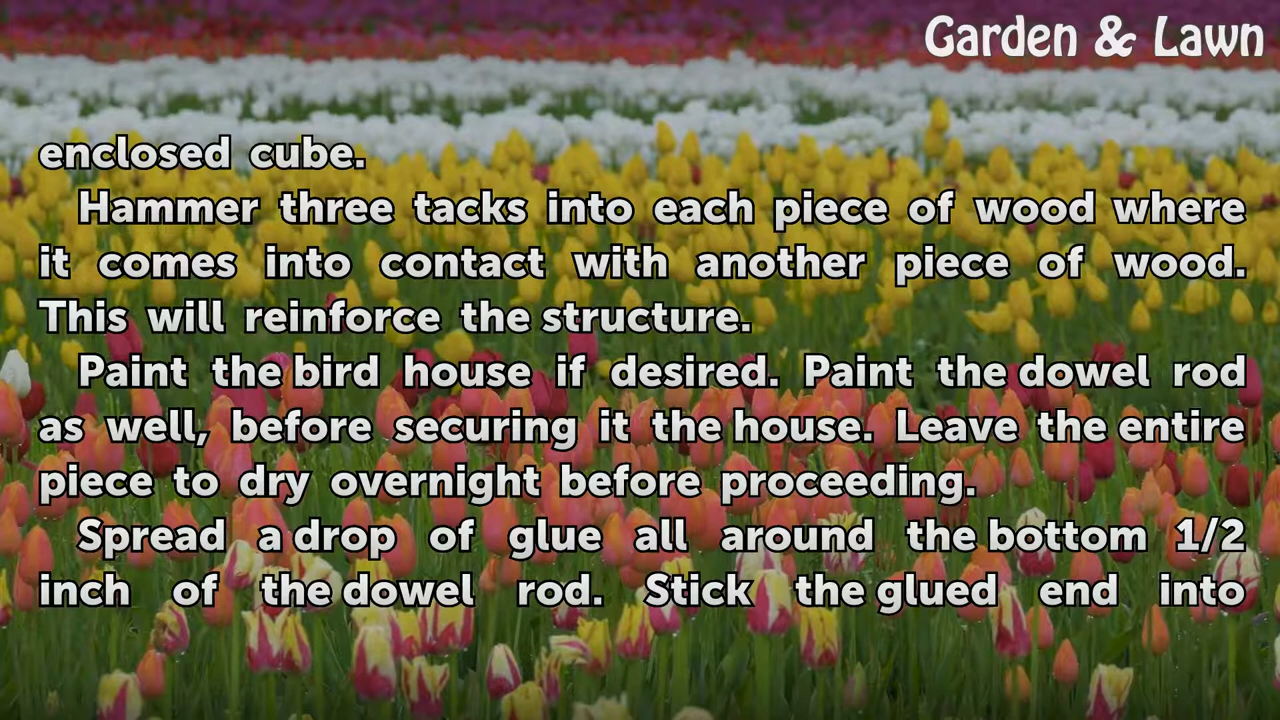 Garden & Lawn
enclosed cube.
Hammer three tacks into each piece of wood where
it comes into contact with another piece of wood.
This will reinforce the structure.
Paint the bird house if desired. Paint the dowel rod
as well, before securing it the house. Leave the entire
piece to dry overnight before proceeding.
Spread a drop of glue all around the bottom 1/2
inch of the dowel rod. Stick the glued end into